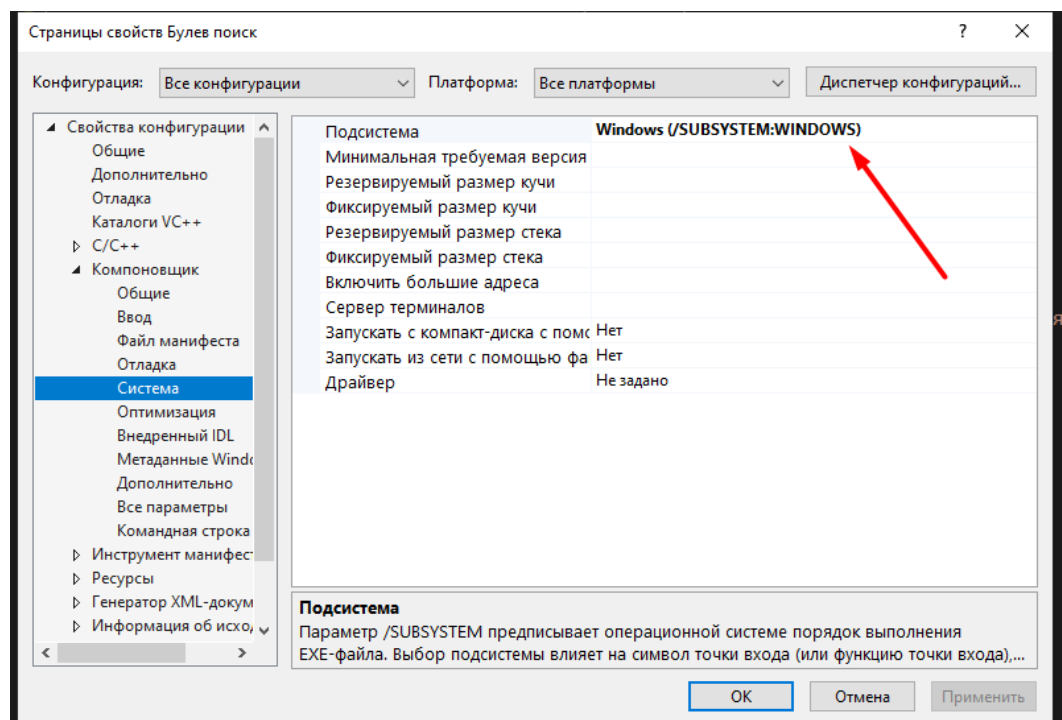 Страницы свойств Булев поиск
?
Конфигурация: Все конфигурации Платформа: Все платформы Диспетчер конфигураций...
Свойства конфигурации
Общие
Дополнительно
Отладка
Каталоги VC++
C/C++
Компоновщик
Общие
Ввод
Файл манифеста
Отладка
Система
Оптимизация
Внедренный IDL
Метаданные Windo
Дополнительно
Все параметры
Командная строка
Инструмент манифест
Ресурсы
Генератор XML-докум
Информация об исход
Подсистема Windows (/SUBSYSTEM:WINDOWS)
Минимальная требуемая версия
Резервируемый размер кучи
Фиксируемый размер кучи
Резервируемый размер стека
Фиксируемый размер стека
Включить большие адреса
Сервер терминалов
Запускать с компакт-диска с помо Нет
Запускать из сети с помощью фа Нет
Драйвер Не задано
Подсистема
Параметр /SUBSYSTEM предписывает операционной системе порядок выполнения
EXE-файла. Выбор подсистемы влияет на символ точки входа (или функцию точки входа),...
ОК Отмена Применить
я